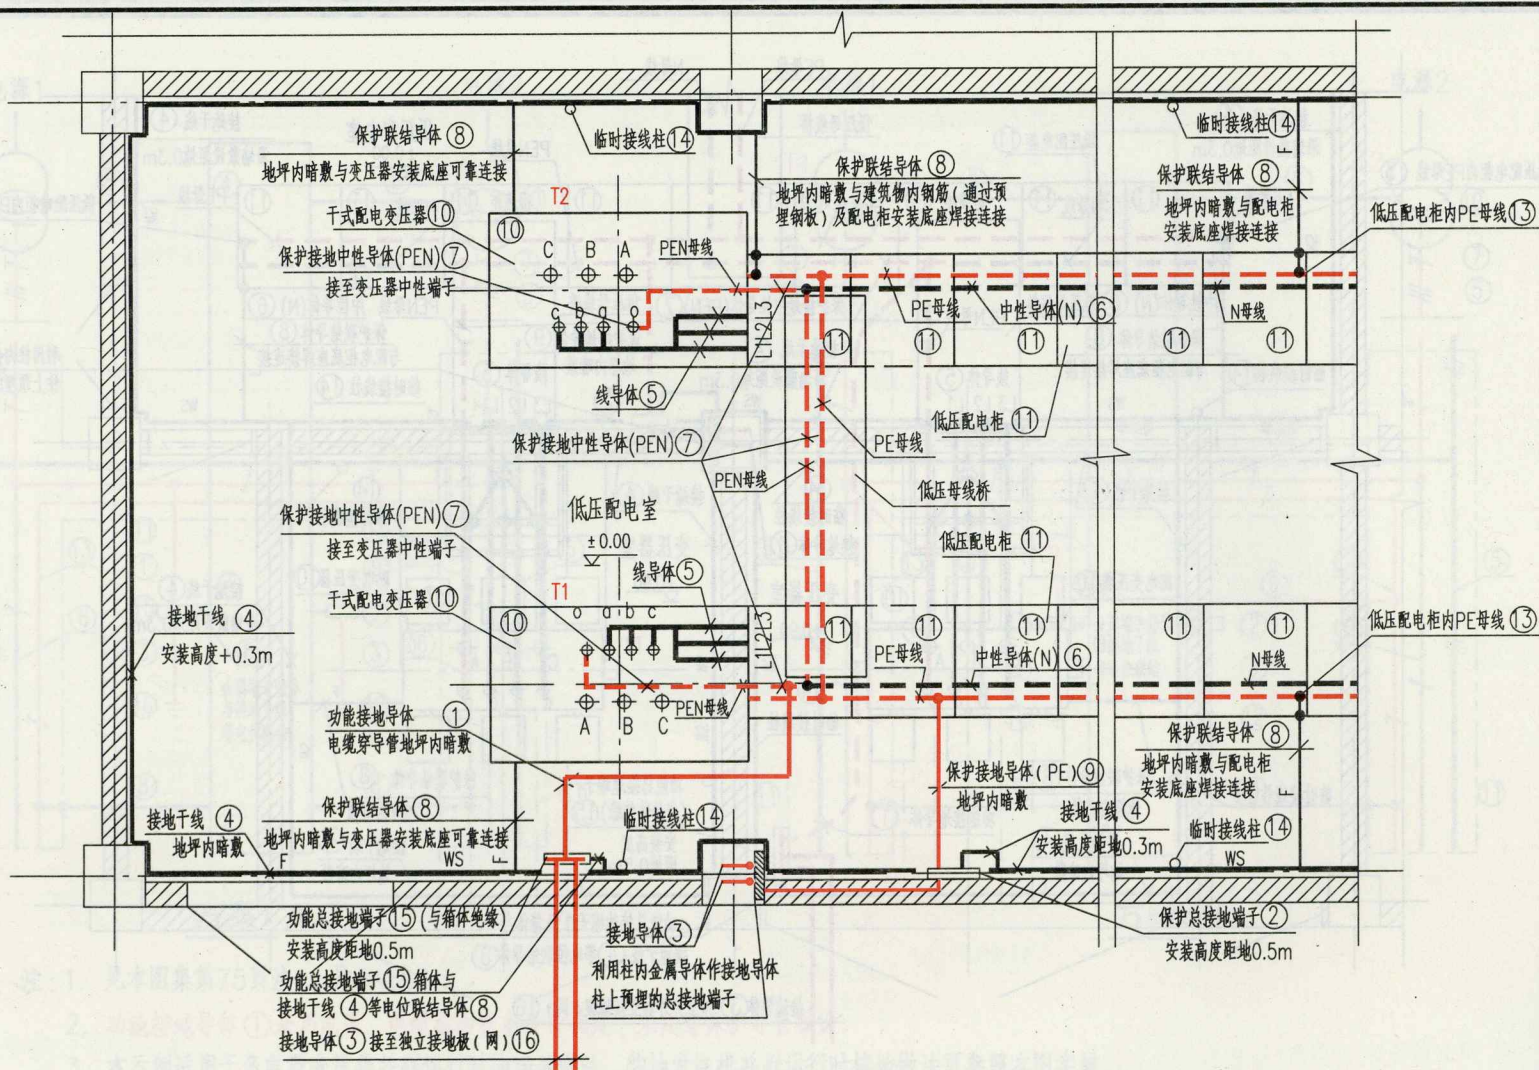 保护联结导体⑧
地坪内暗敷与变压器安装底座可靠连接
临时接线柱⑭
保护联结导体⑧
地坪内暗敷与建筑物内钢筋(通过预
埋钢板)及配电柜安装底座焊接连接
临时接线柱⑭
F
保护联结导体⑧
地坪内暗敷与配电柜
安装底座焊接连接
低压配电柜内PE母线⑬
T2
干式配电变压器⑩
⑩
保护接地中性导体(PEN)⑦
接至变压器中性端子
C B A
PEN母线
c b a o
L1L2L3
PE母线
中性导体(N)⑥
N母线
⑪ ⑪ ⑪ ⑪ ⑪
线导体⑤
低压配电柜⑪
保护接地中性导体(PEN)⑦
PE母线
PEN母线
低压母线桥
保护接地中性导体(PEN)⑦
接至变压器中性端子
低压配电室
±0.00
线导体⑤
低压配电柜⑪
T1
干式配电变压器⑩
⑩
o a b c
L1L2L3
⑪ ⑪ ⑪ ⑪ ⑪
低压配电柜内PE母线⑬
接地干线④
安装高度+0.3m
PE母线
中性导体(N)⑥
N母线
A B C
PEN母线
功能接地导体①
电缆穿导管地坪内暗敷
保护联结导体⑧
地坪内暗敷与配电柜
安装底座焊接连接
F
保护接地导体(PE)⑨
地坪内暗敷
接地干线④
地坪内暗敷
F
保护联结导体⑧
地坪内暗敷与变压器安装底座可靠连接
WS
F
临时接线柱⑭
接地干线④
安装高度距地0.3m
临时接线柱⑭
WS
功能总接地端子⑮(与箱体绝缘)
安装高度距地0.5m
功能总接地端子⑮箱体与
接地干线④等电位联结导体⑧
接地导体③接至独立接地极(网)⑯
接地导体③
利用柱内金属导体作接地导体
柱上预埋的总接地端子
保护总接地端子②
安装高度距地0.5m